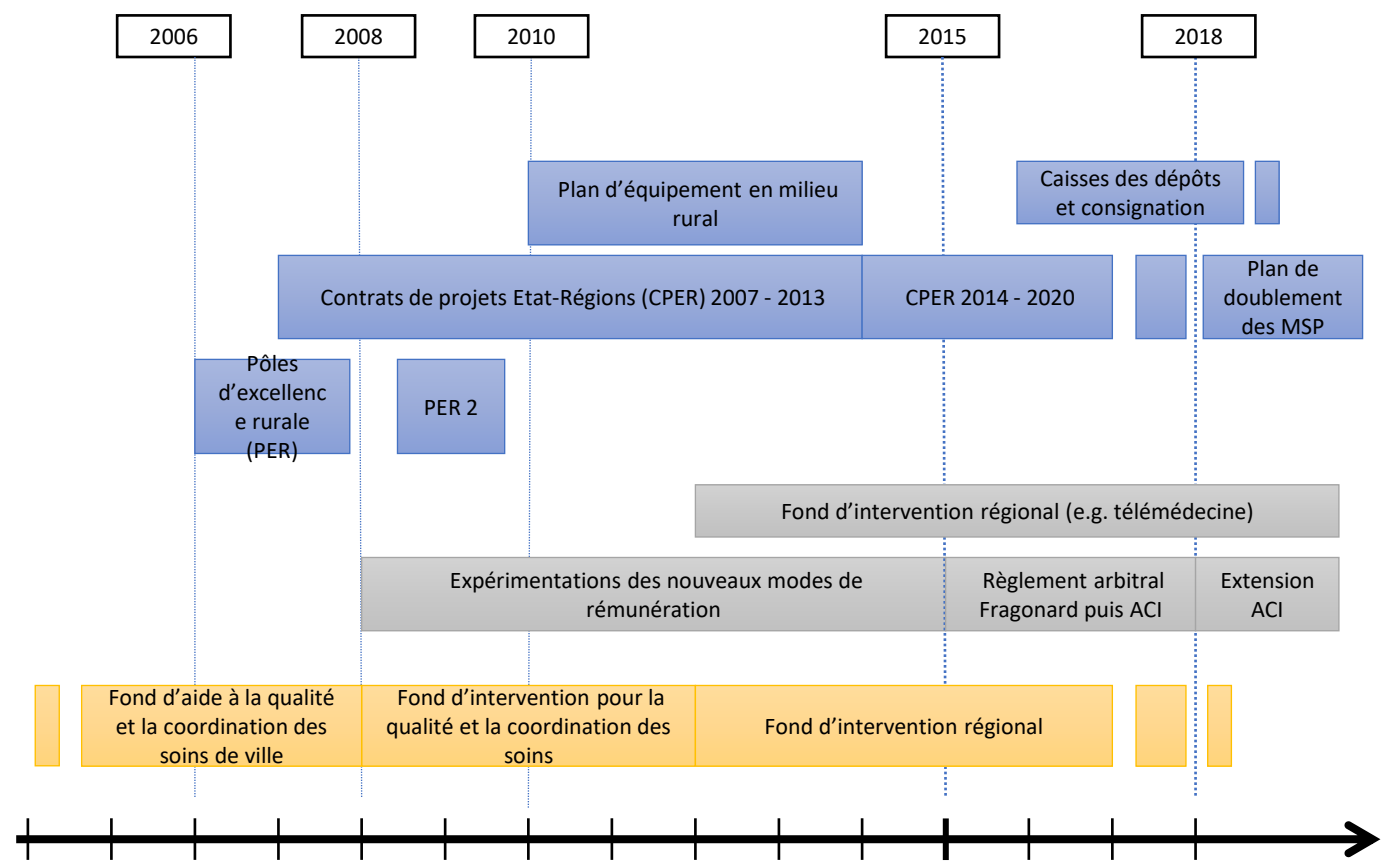 2006
2008
2010
2015
2018
Plan d'équipement en milieu
rural
Caisses des dépôts
et consignation
Contrats de projets Etat-Régions (CPER) 2007 - 2013
CPER 2014 - 2020
Plan de
doublement
des MSP
Pôles
d'excellenc
e rurale
(PER)
PER 2
Fond d'intervention régional (e.g. télémédecine)
Expérimentations des nouveaux modes de
rémunération
Règlement arbitral
Fragonard puis ACI
Extension
ACI
Fond d'aide à la qualité
et la coordination des
soins de ville
Fond d'intervention pour la
qualité et la coordination des
soins
Fond d'intervention régional